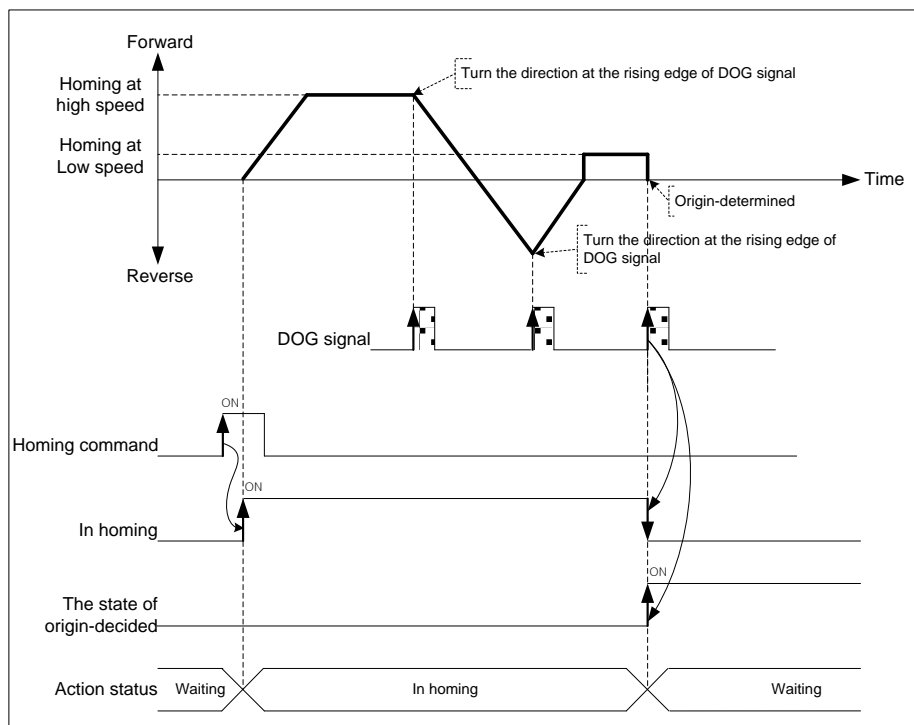 Forward
Homing at
high speed
Turn the direction at the rising edge of DOG signal
Homing at
Low speed
Time
Origin-determined
Turn the direction at the rising edge of
DOG signal
Reverse
DOG signal
ON
Homing command
ON
In homing
ON
The state of
origin-decided
Action status
Waiting
In homing
Waiting